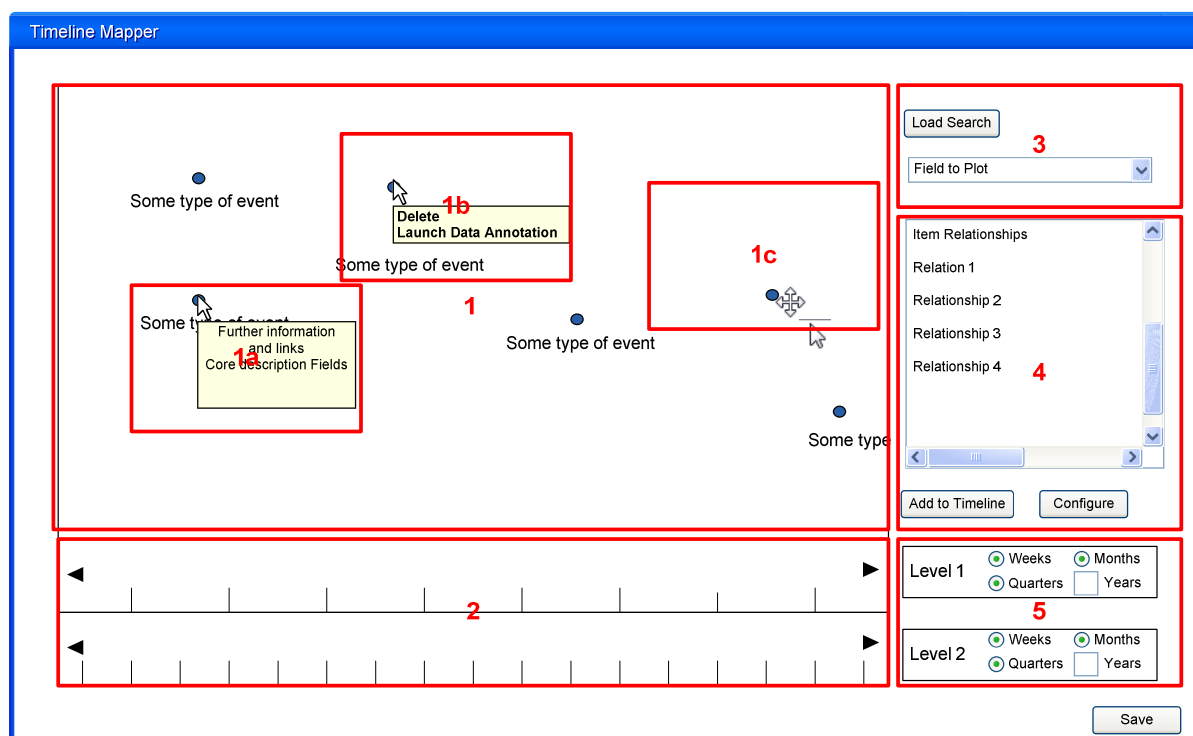 Timeline Mapper
Some type of event
1b
Delete
Launch Data Annotation
Some type of event
1c
1
Some type of event
Further information
and links
1a
Core description Fields
Some type of event
Some type
2
Load Search
3
Field to Plot
Item Relationships
Relation 1
Relationship 2
Relationship 3
Relationship 4
4
Add to Timeline
Configure
Level 1
Weeks
Months
Quarters
Years
5
Level 2
Weeks
Months
Quarters
Years
Save